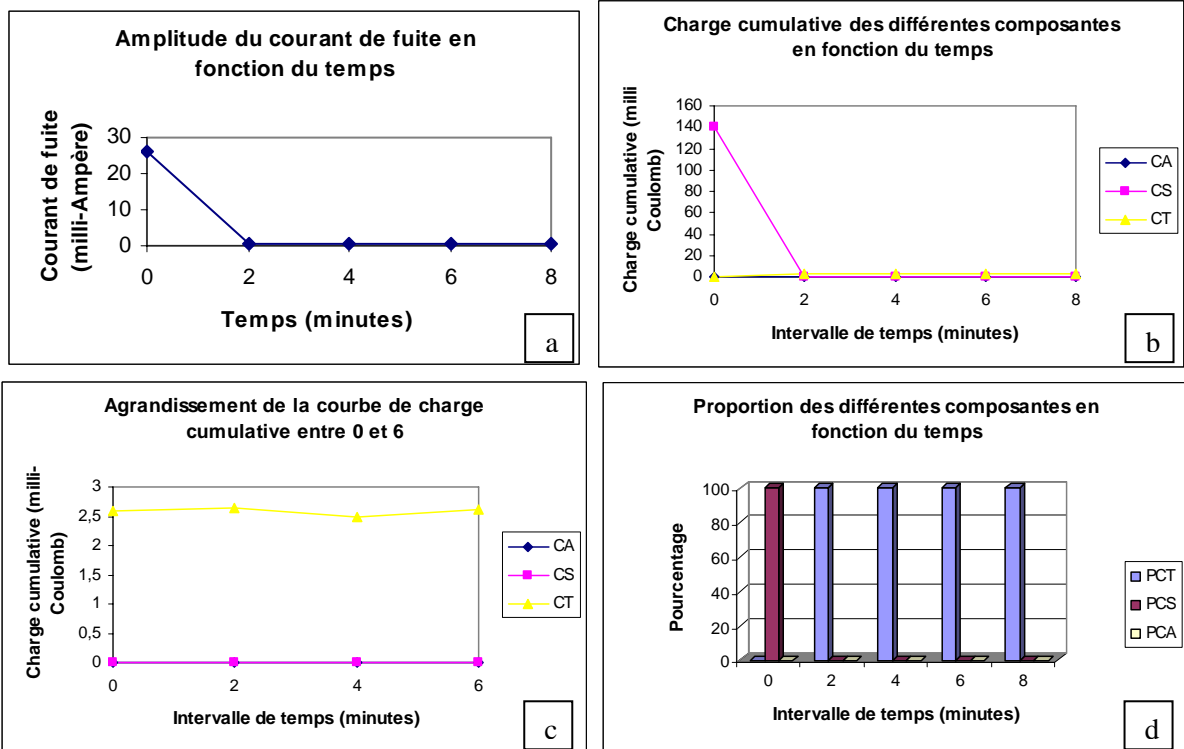 Amplitude du courant de fuite en
fonction du temps
Courant de fuite
(milli-Ampère)
30
20
10
0
0 2 4 6 8
Temps (minutes)
a
Charge cumulative des différentes composantes
en fonction du temps
Charge cumulative (milli
Coulomb)
160
140
120
100
80
60
40
20
0
0 2 4 6 8
Intervalle de temps (minutes)
CA
CS
CT
b
Agrandissement de la courbe de charge
cumulative entre 0 et 6
Charge cumulative (milli-
Coulomb)
3
2,5
2
1,5
1
0,5
0
0 2 4 6
Intervalle de temps (minutes)
CA
CS
CT
c
Proportion des différentes composantes en
fonction du temps
Pourcentage
100
80
60
40
20
0
0 2 4 6 8
Intervalle de temps (minutes)
PCT
PCS
PCA
d